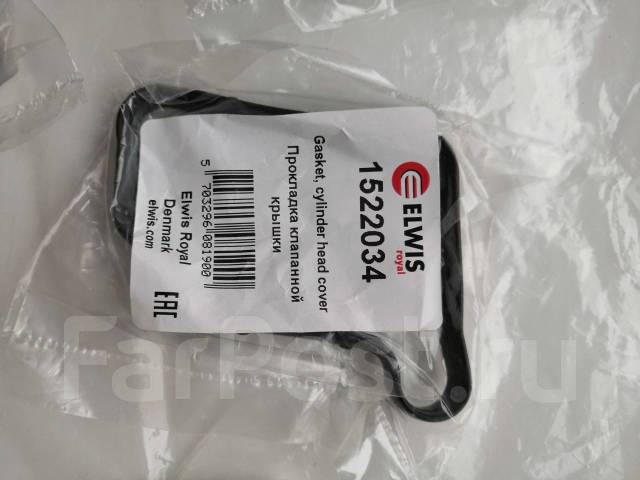 ELWIS
royal
1522034
Gasket, cylinder head cover
Прокладка клапанной
крышки
5 703296 081900
Elwis Royal
Denmark
elwis.com
EAC
FarPost.ru